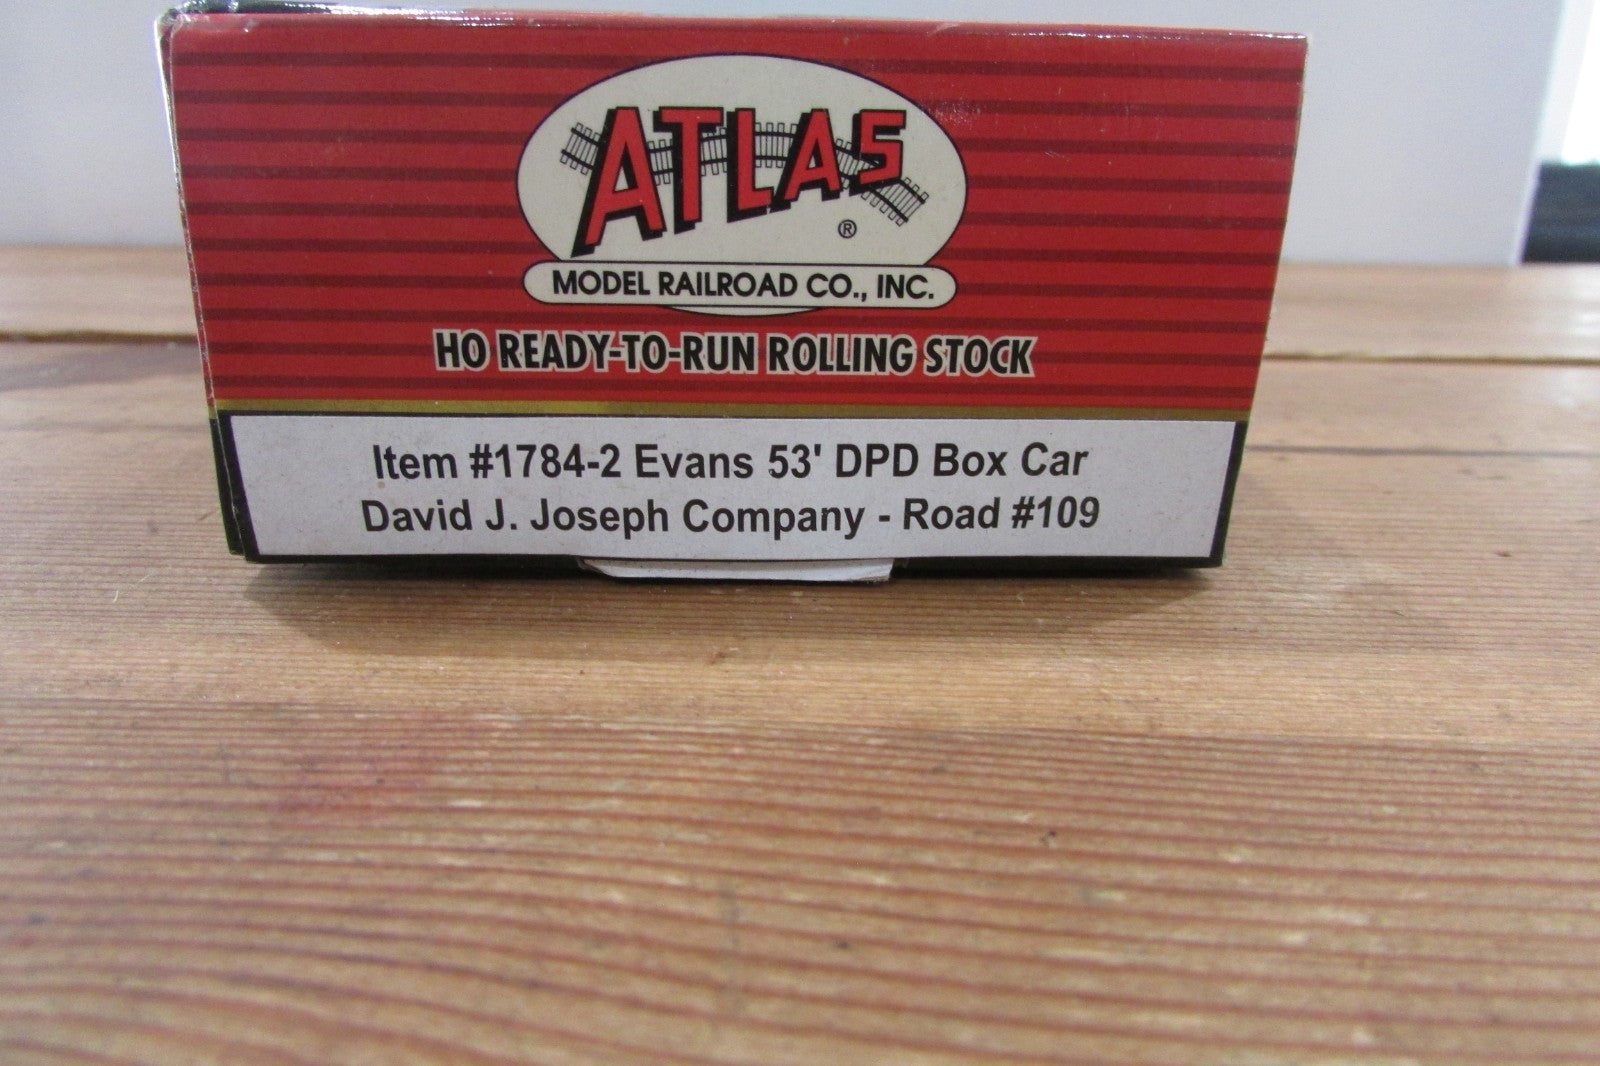 ATLAS
®
MODEL RAILROAD CO., INC.
HO READY-TO-RUN ROLLING STOCK
Item #1784-2 Evans 53' DPD Box Car
David J. Joseph Company - Road #109